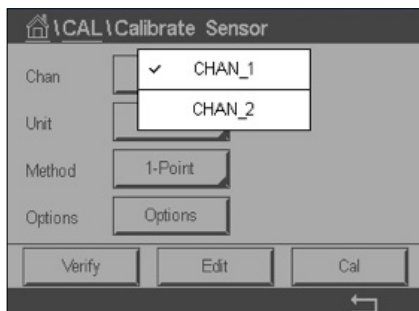 \CAL\Calibrate Sensor
Chan
✓ CHAN_1
CHAN_2
Unit
Method 1-Point
Options Options
Verify Edit Cal